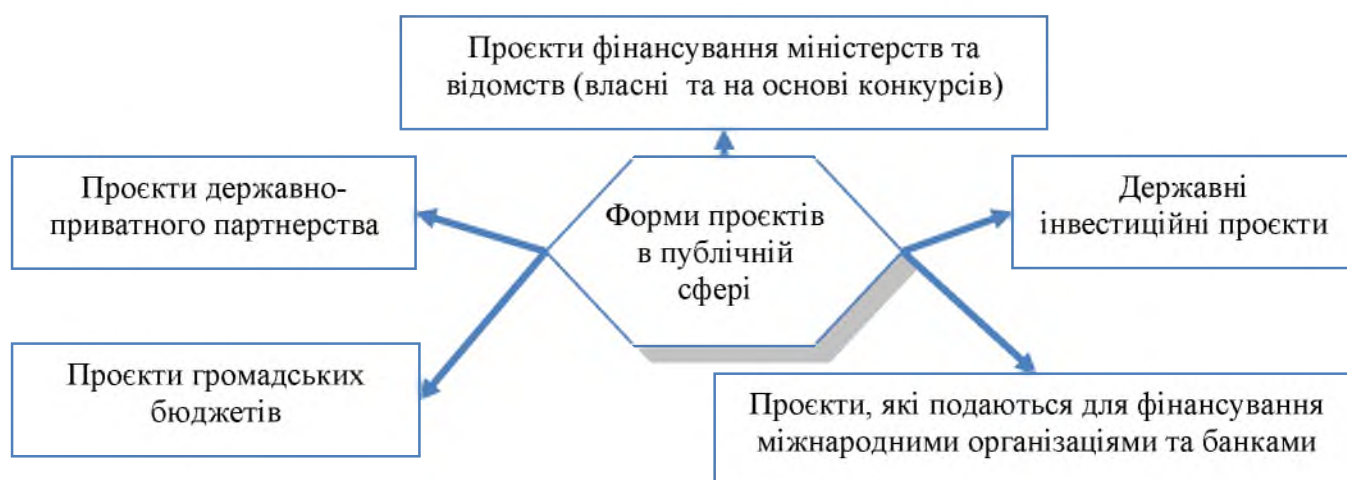 Проєкти фінансування міністерств та
відомств (власні та на основі конкурсів)
Проєкти державно-
приватного партнерства
Форми проєктів
в публічній
сфері
Державні
інвестиційні проєкти
Проєкти громадських
бюджетів
Проєкти, які подаються для фінансування
міжнародними організаціями та банками